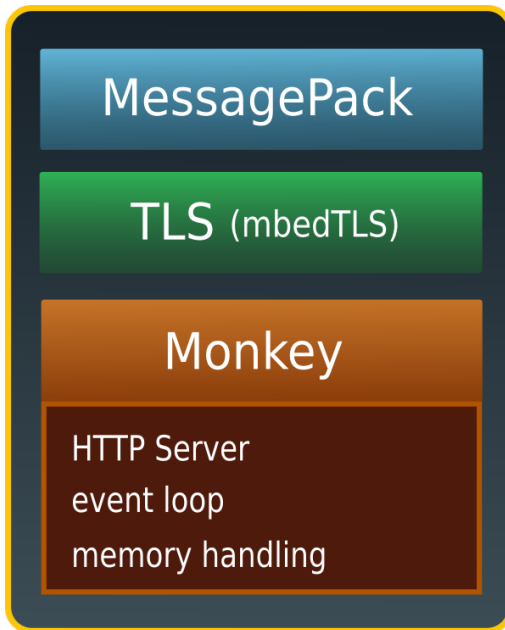 MessagePack
TLS (mbedTLS)
Monkey
HTTP Server
event loop
memory handling